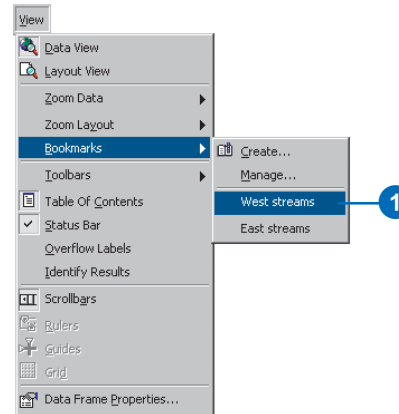 View
Data View
Layout View
Zoom Data
Zoom Layout
Bookmarks
Toolbars
Table Of Contents
Status Bar
Overflow Labels
Identify Results
Scrollbars
Rulers
Guides
Grid
Data Frame Properties...
Create...
Manage...
West streams
East streams
1